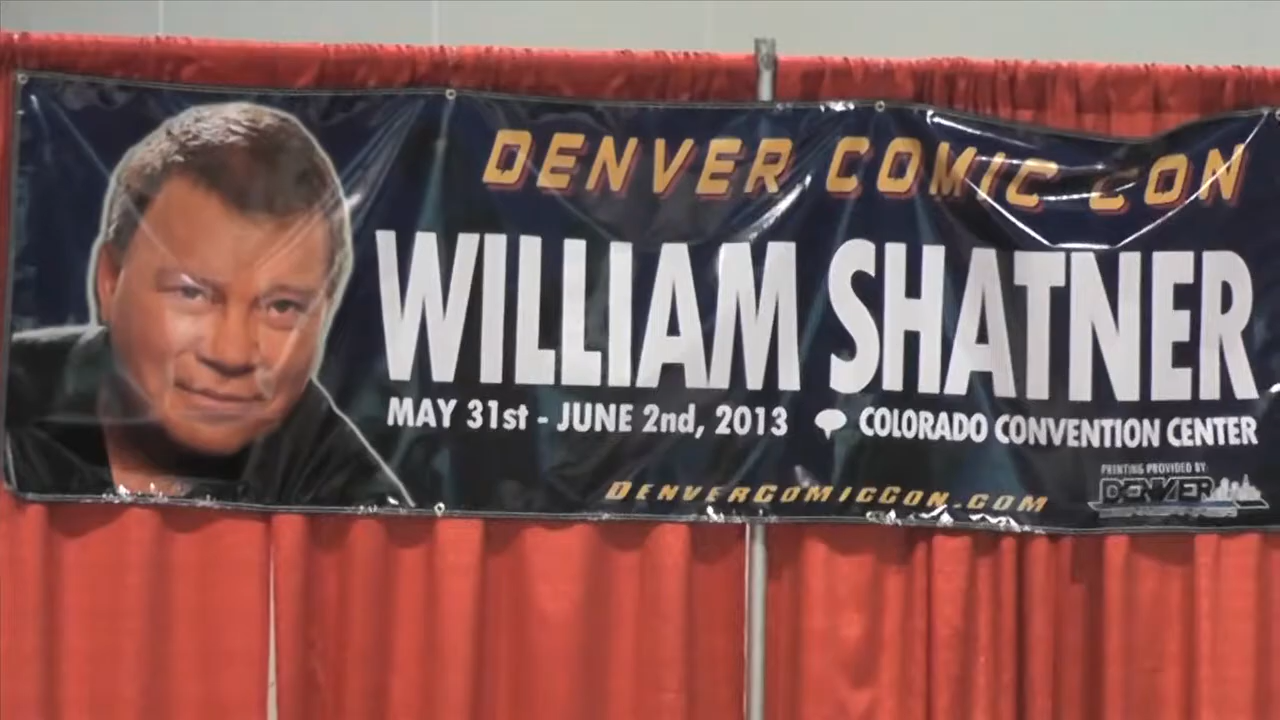 DENVER COMIC CON
WILLIAM SHATNER
MAY 31st - JUNE 2nd, 2013 COLORADO CONVENTION CENTER
DENVERCOMICCON.COM
PRINTING PROVIDED BY:
DENVER